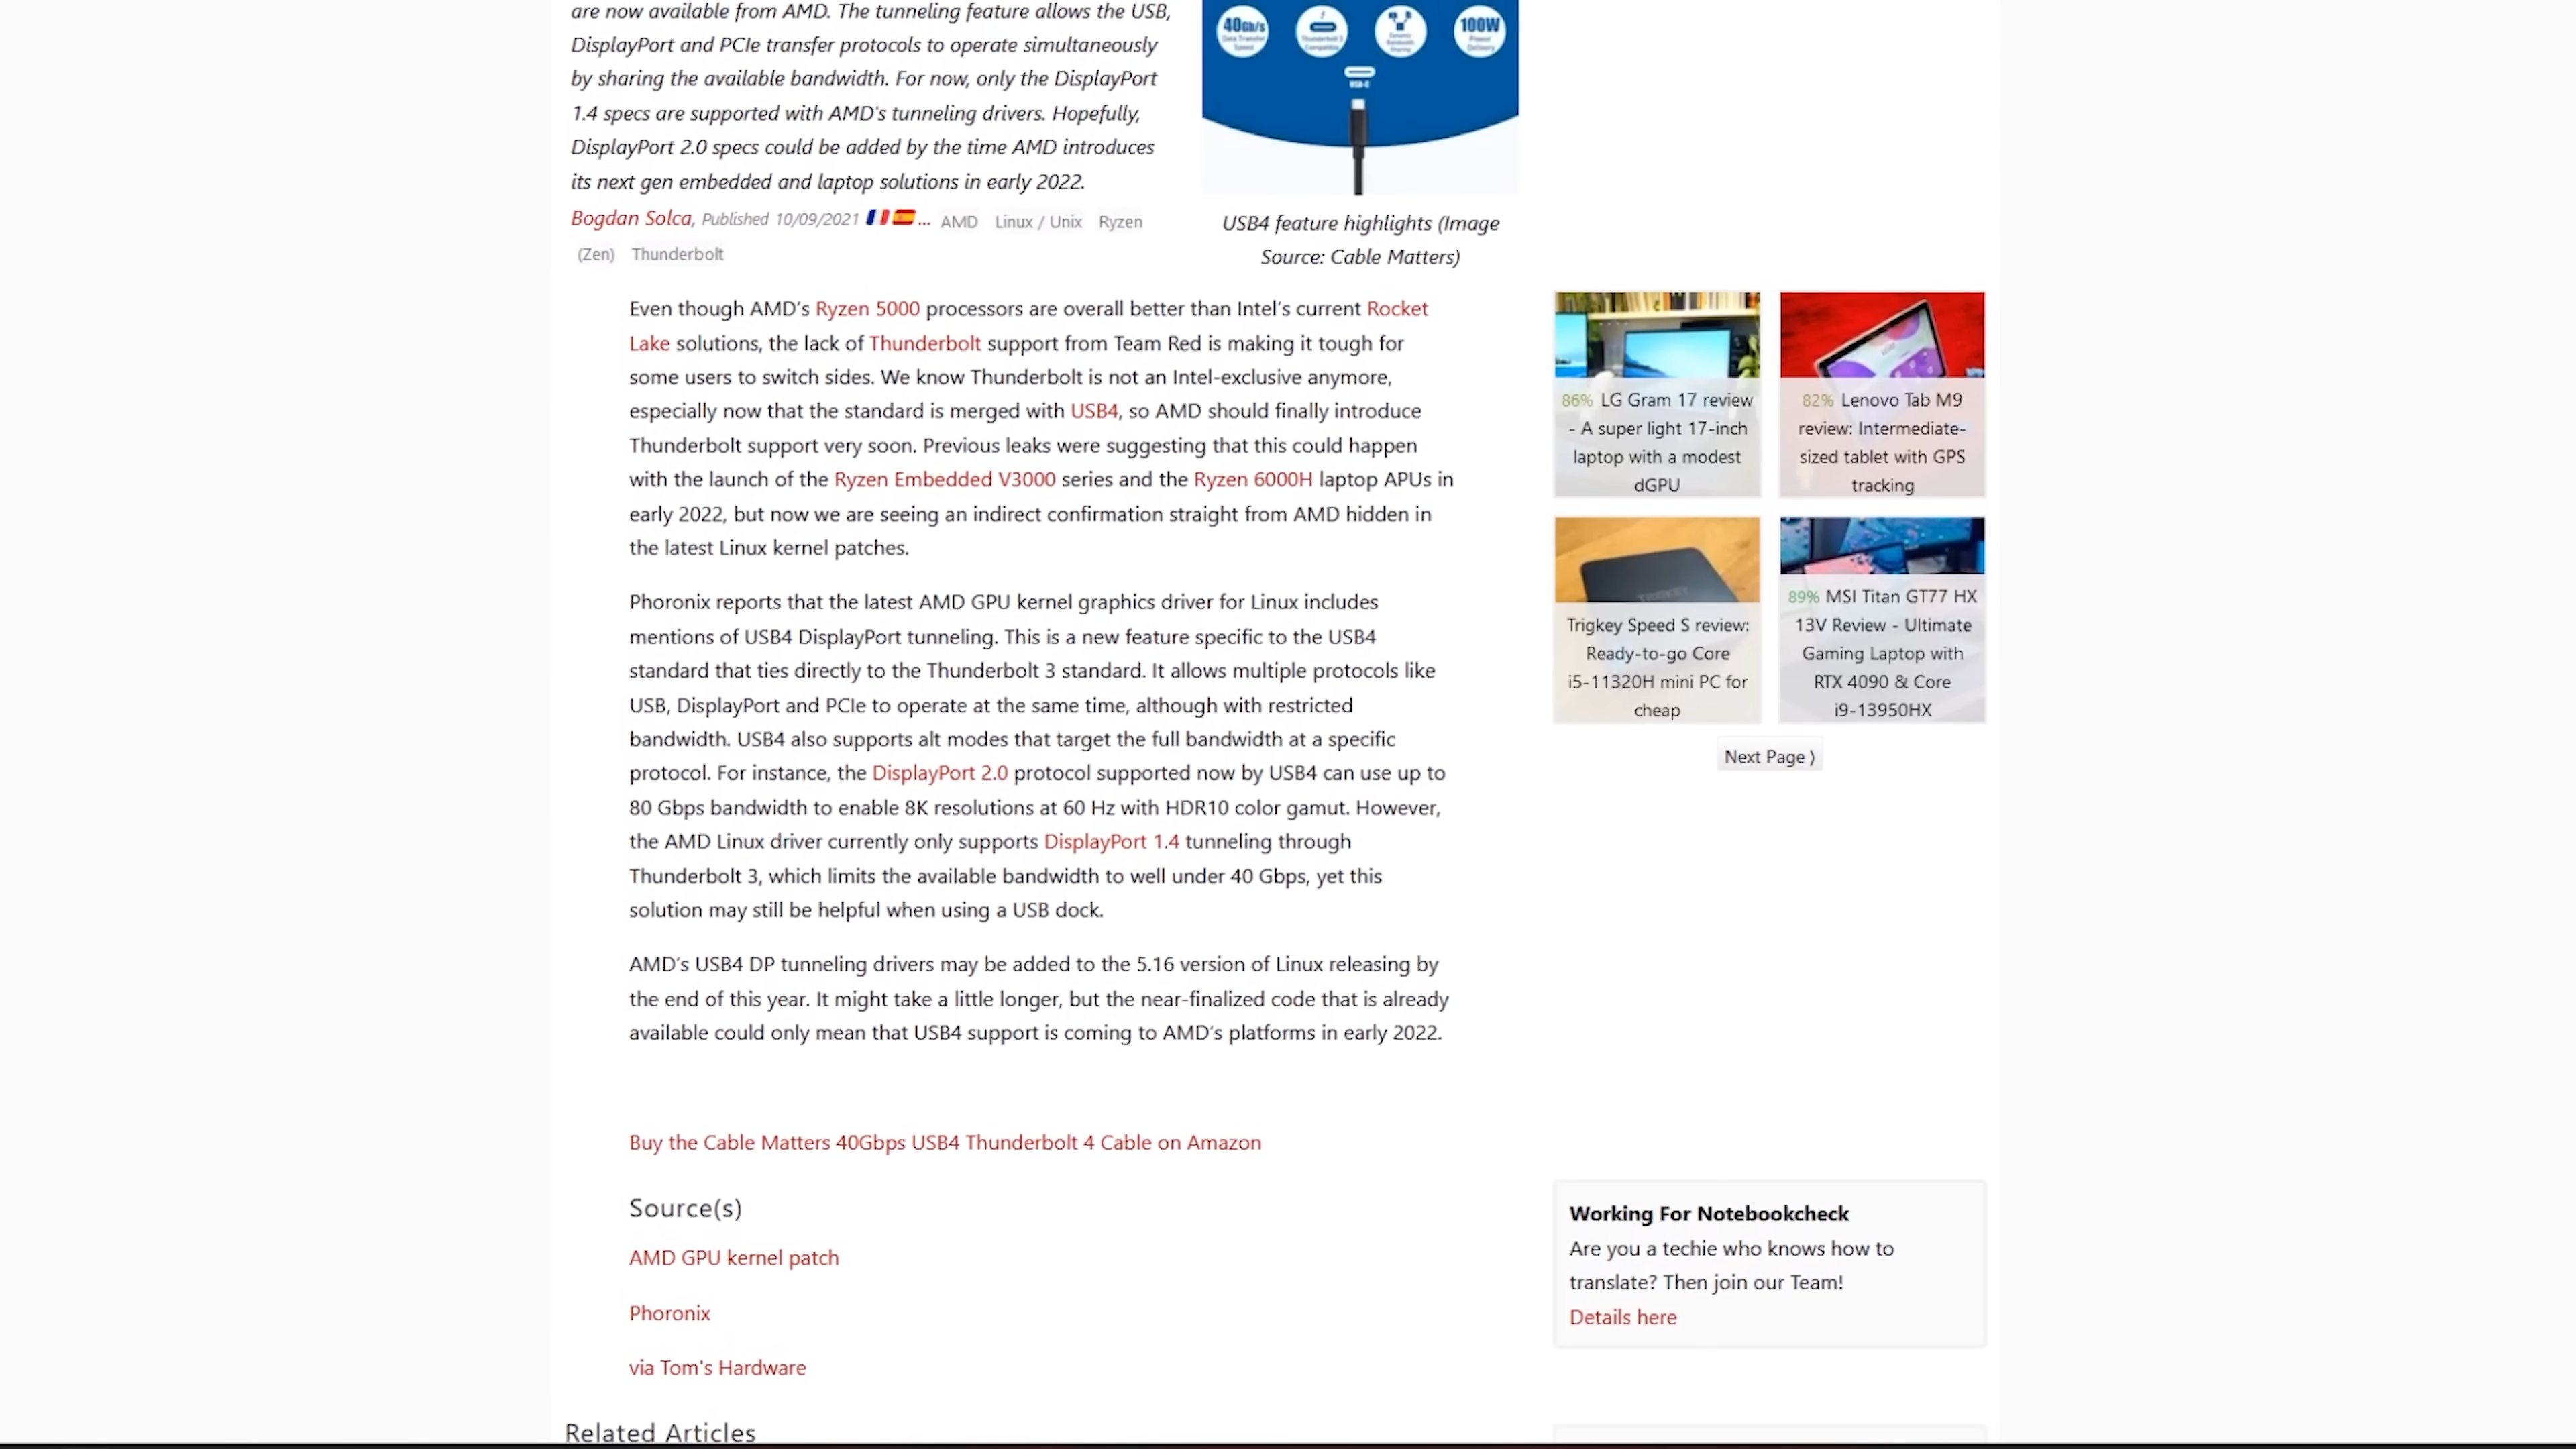 are now available from AMD. The tunneling feature allows the USB,
DisplayPort and PCIe transfer protocols to operate simultaneously
by sharing the available bandwidth. For now, only the DisplayPort
1.4 specs are supported with AMD's tunneling drivers. Hopefully,
DisplayPort 2.0 specs could be added by the time AMD introduces
its next gen embedded and laptop solutions in early 2022.
Bogdan Solca, Published 10/09/2021 ... AMD Linux / Unix Ryzen
(Zen) Thunderbolt
40Gb/s
Data Transfer
Speed
Thunderbolt 3
Compatible
Dynamic
Bandwidth
Sharing
100W
Power
Delivery
USB-C
USB4 feature highlights (Image
Source: Cable Matters)
Even though AMD's Ryzen 5000 processors are overall better than Intel's current Rocket
Lake solutions, the lack of Thunderbolt support from Team Red is making it tough for
some users to switch sides. We know Thunderbolt is not an Intel-exclusive anymore,
especially now that the standard is merged with USB4, so AMD should finally introduce
Thunderbolt support very soon. Previous leaks were suggesting that this could happen
with the launch of the Ryzen Embedded V3000 series and the Ryzen 6000H laptop APUs in
early 2022, but now we are seeing an indirect confirmation straight from AMD hidden in
the latest Linux kernel patches.
Phoronix reports that the latest AMD GPU kernel graphics driver for Linux includes
mentions of USB4 DisplayPort tunneling. This is a new feature specific to the USB4
standard that ties directly to the Thunderbolt 3 standard. It allows multiple protocols like
USB, DisplayPort and PCIe to operate at the same time, although with restricted
bandwidth. USB4 also supports alt modes that target the full bandwidth at a specific
protocol. For instance, the DisplayPort 2.0 protocol supported now by USB4 can use up to
80 Gbps bandwidth to enable 8K resolutions at 60 Hz with HDR10 color gamut. However,
the AMD Linux driver currently only supports DisplayPort 1.4 tunneling through
Thunderbolt 3, which limits the available bandwidth to well under 40 Gbps, yet this
solution may still be helpful when using a USB dock.
AMD's USB4 DP tunneling drivers may be added to the 5.16 version of Linux releasing by
the end of this year. It might take a little longer, but the near-finalized code that is already
available could only mean that USB4 support is coming to AMD's platforms in early 2022.
Buy the Cable Matters 40Gbps USB4 Thunderbolt 4 Cable on Amazon
Source(s)
AMD GPU kernel patch
Phoronix
via Tom's Hardware
Related Articles
86% LG Gram 17 review
- A super light 17-inch
laptop with a modest
dGPU
82% Lenovo Tab M9
review: Intermediate-
sized tablet with GPS
tracking
TRIGKEY
Trigkey Speed S review:
Ready-to-go Core
i5-11320H mini PC for
cheap
89% MSI Titan GT77 HX
13V Review - Ultimate
Gaming Laptop with
RTX 4090 & Core
i9-13950HX
Next Page ⟩
Working For Notebookcheck
Are you a techie who knows how to
translate? Then join our Team!
Details here